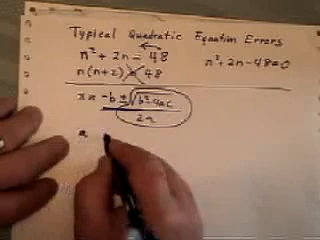 Typical Quadratic Equation Errors
n² + 2n = 48 n² + 2n - 48 = 0
n(n+2) = 48
x = -b ± √b² - 4ac
2a
a